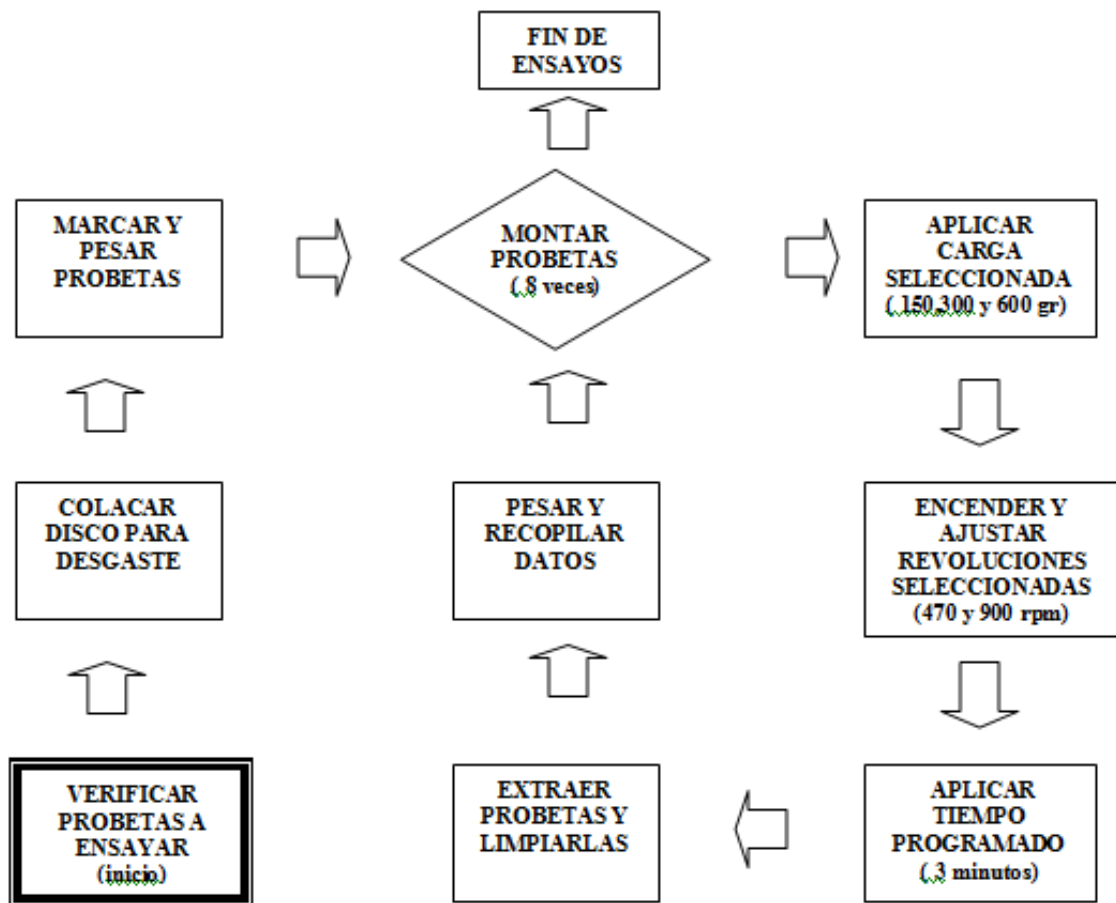 FIN DE
ENSAYOS
MARCAR Y
PESAR
PROBETAS
MONTAR
PROBETAS
( 8 veces)
APLICAR
CARGA
SELECCIONADA
( 150,300 y 600 gr)
COLACAR
DISCO PARA
DESGASTE
PESAR Y
RECOPILAR
DATOS
ENCENDER Y
AJUSTAR
REVOLUCIONES
SELECCIONADAS
(470 y 900 rpm)
VERIFICAR
PROBETAS A
ENSAYAR
(inicio)
EXTRAER
PROBETAS Y
LIMPIARLAS
APLICAR
TIEMPO
PROGRAMADO
( 3 minutos)